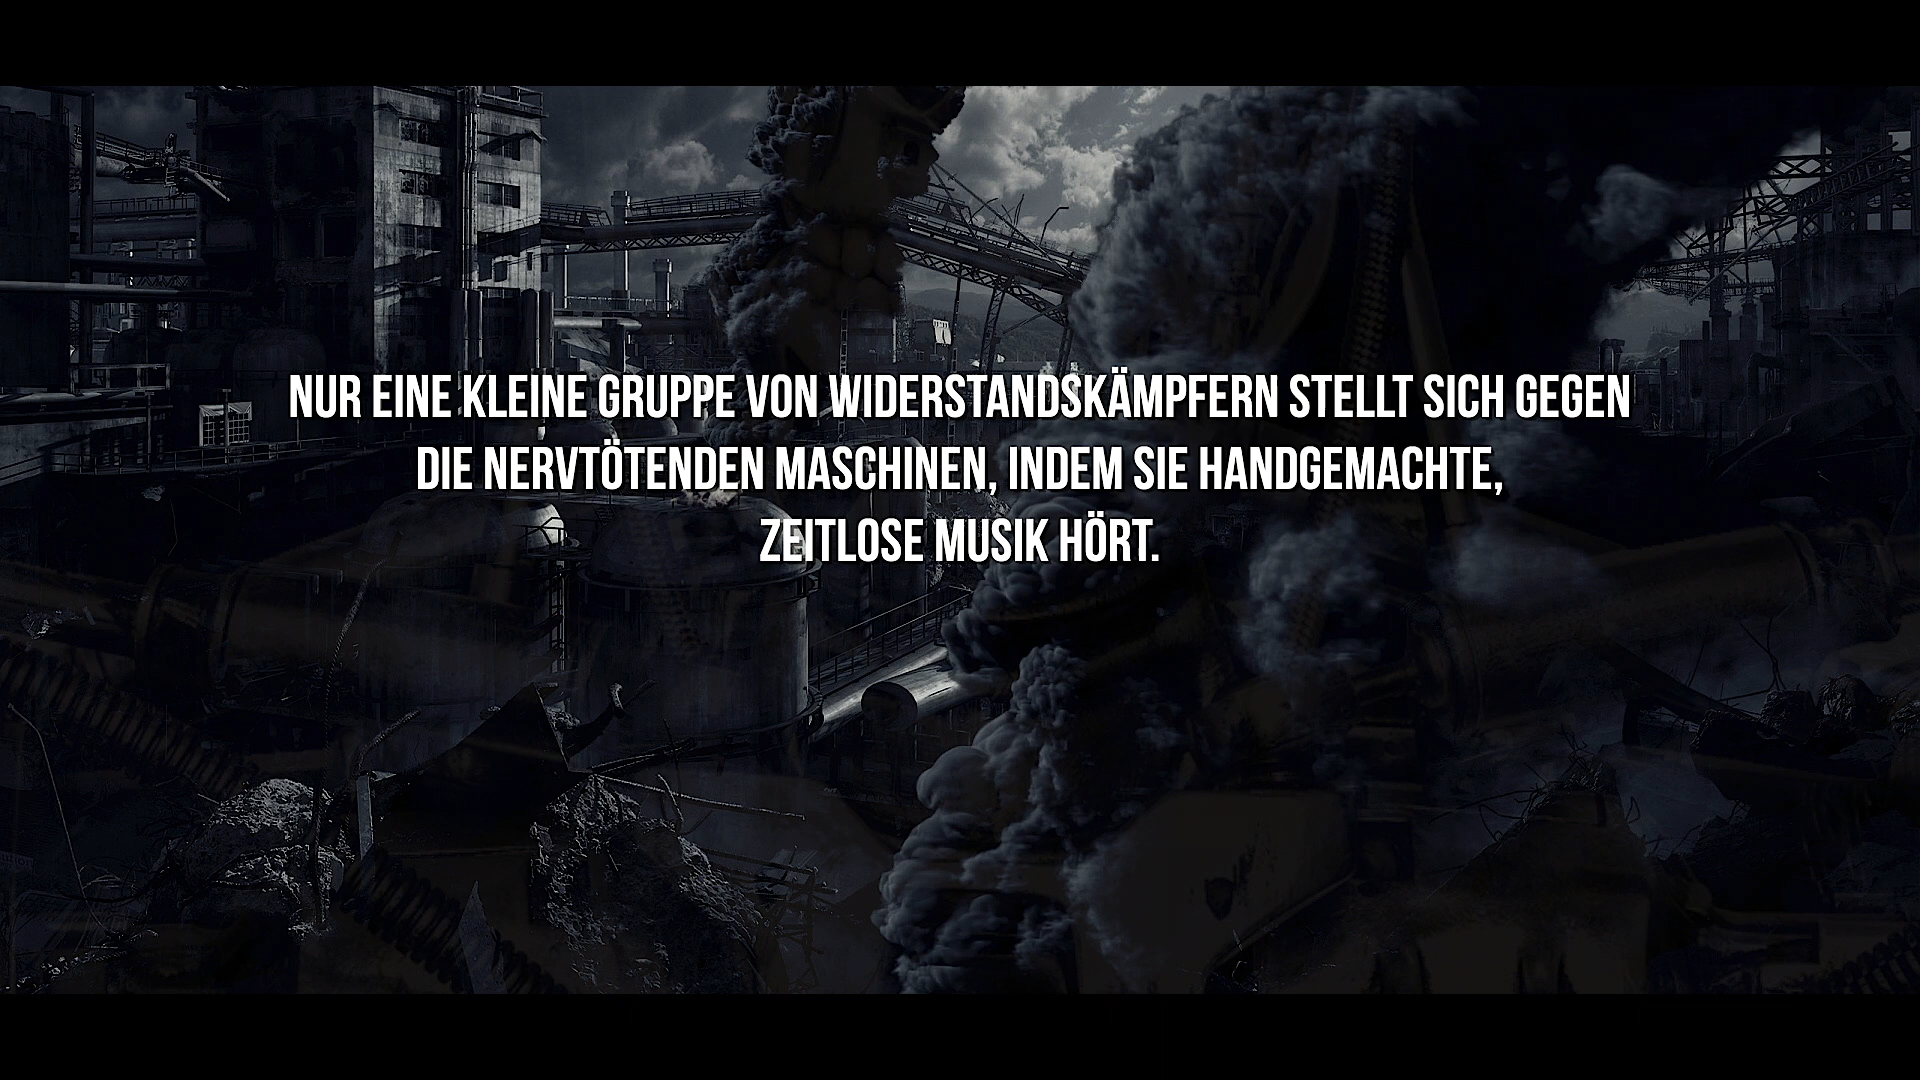 NUR EINE KLEINE GRUPPE VON WIDERSTANDSKÄMPFERN STELLT SICH GEGEN
DIE NERVTÖTENDEN MASCHINEN, INDEM SIE HANDGEMACHTE,
ZEITLOSE MUSIK HÖRT.